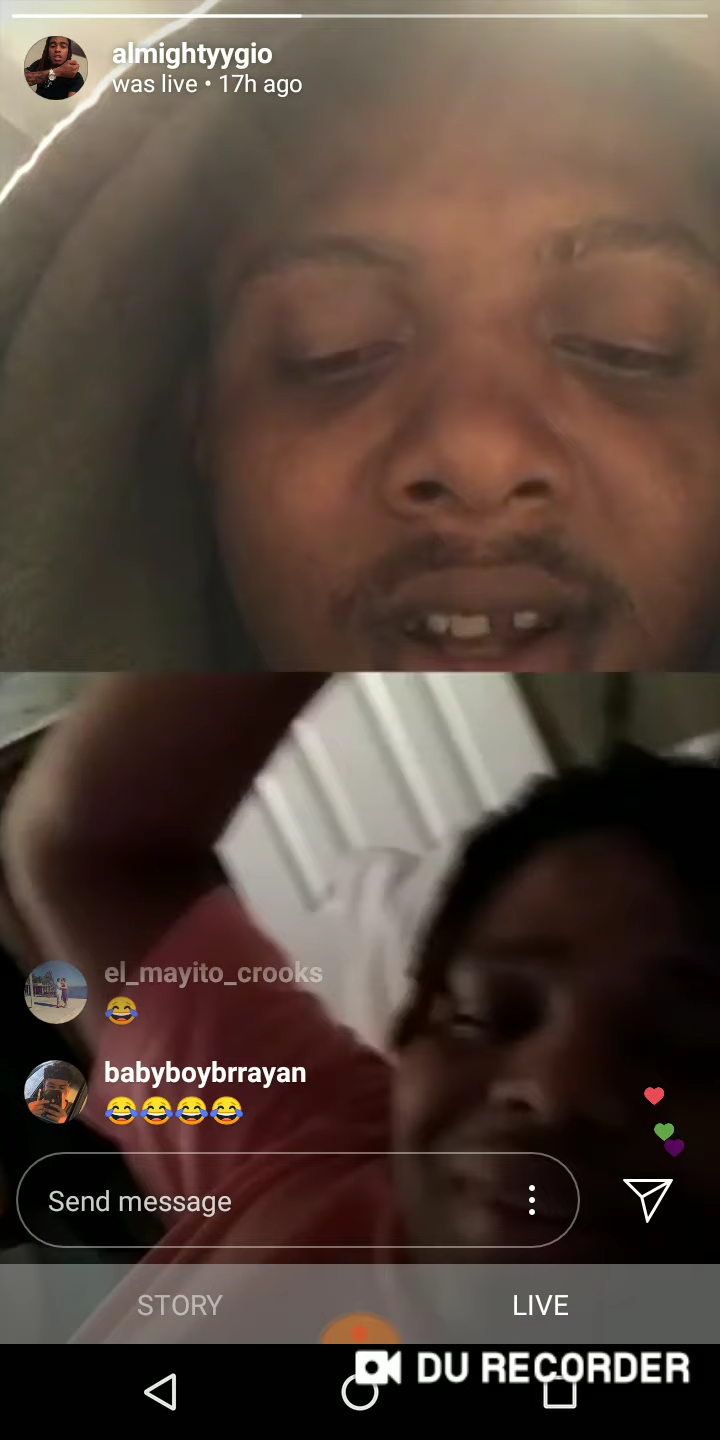 almightyygio
was live • 17h ago
el_mayito_crooks
😂
babyboybrrayan
😂😂😂😂
Send message
STORY
LIVE
DU RECORDER